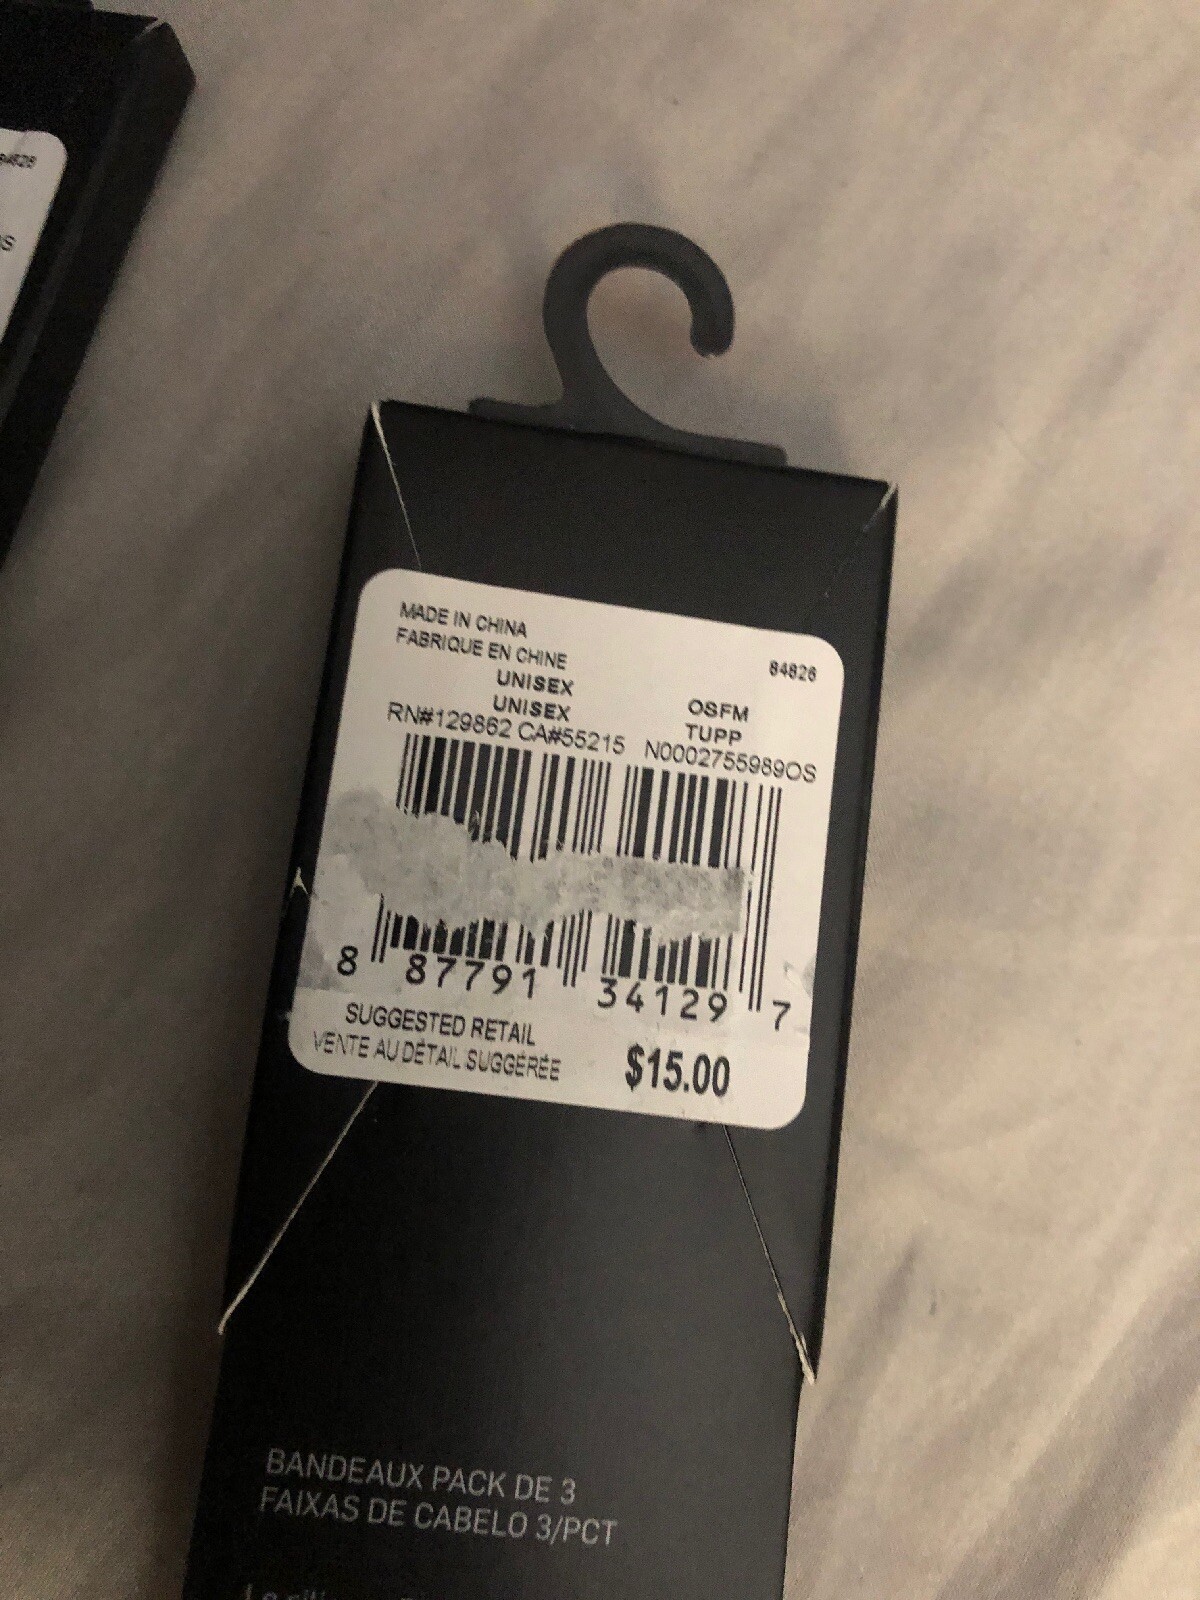 84828
S
MADE IN CHINA
FABRIQUE EN CHINE
84826
UNISEX
OSFM
UNISEX
TUPP
RN#129862 CA#55215 N0002755989OS
8 87791 34129 7
SUGGESTED RETAIL
VENTE AU DÉTAIL SUGGÉRÉE
$15.00
BANDEAUX PACK DE 3
FAIXAS DE CABELO 3/PCT